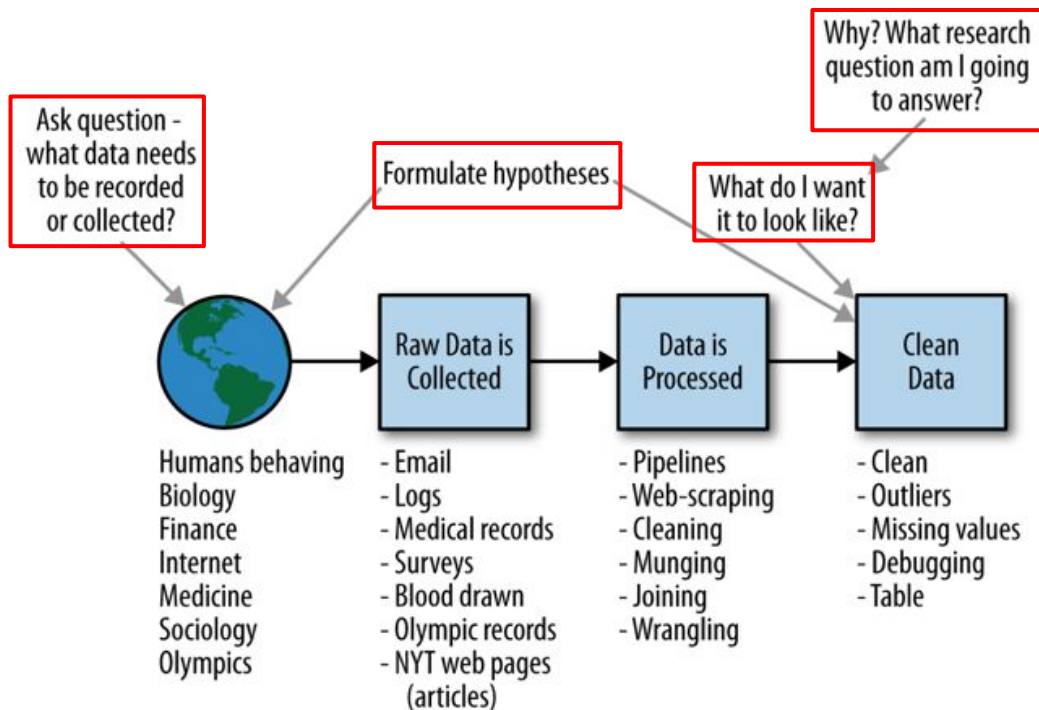 Why? What research
question am I going
to answer?
Ask question -
what data needs
to be recorded
or collected?
Formulate hypotheses
What do I want
it to look like?
Raw Data is
Collected
Data is
Processed
Clean
Data
Humans behaving
Biology
Finance
Internet
Medicine
Sociology
Olympics
- Email
- Logs
- Medical records
- Surveys
- Blood drawn
- Olympic records
- NYT web pages
(articles)
- Pipelines
- Web-scraping
- Cleaning
- Munging
- Joining
- Wrangling
- Clean
- Outliers
- Missing values
- Debugging
- Table